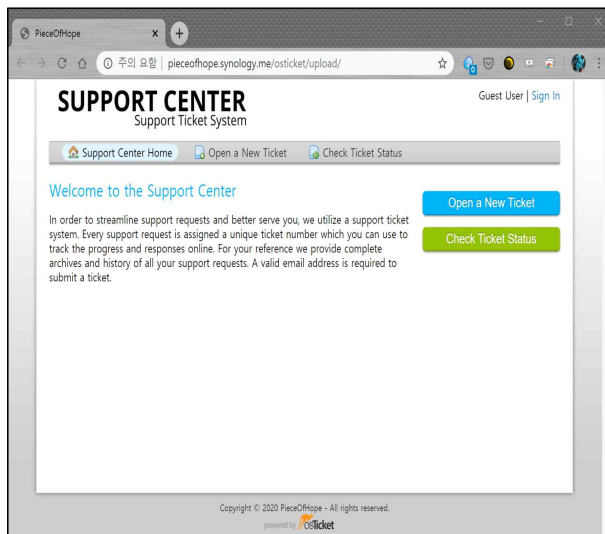 PieceOfHope
주의 요함 | pieceofhope.synology.me/osticket/upload/
SUPPORT CENTER
Support Ticket System
Guest User | Sign In
Support Center Home Open a New Ticket Check Ticket Status
Welcome to the Support Center
In order to streamline support requests and better serve you, we utilize a support ticket
system. Every support request is assigned a unique ticket number which you can use to
track the progress and responses online. For your reference we provide complete
archives and history of all your support requests. A valid email address is required to
submit a ticket.
Open a New Ticket
Check Ticket Status
Copyright © 2020 PieceOfHope - All rights reserved.
powered by osTicket